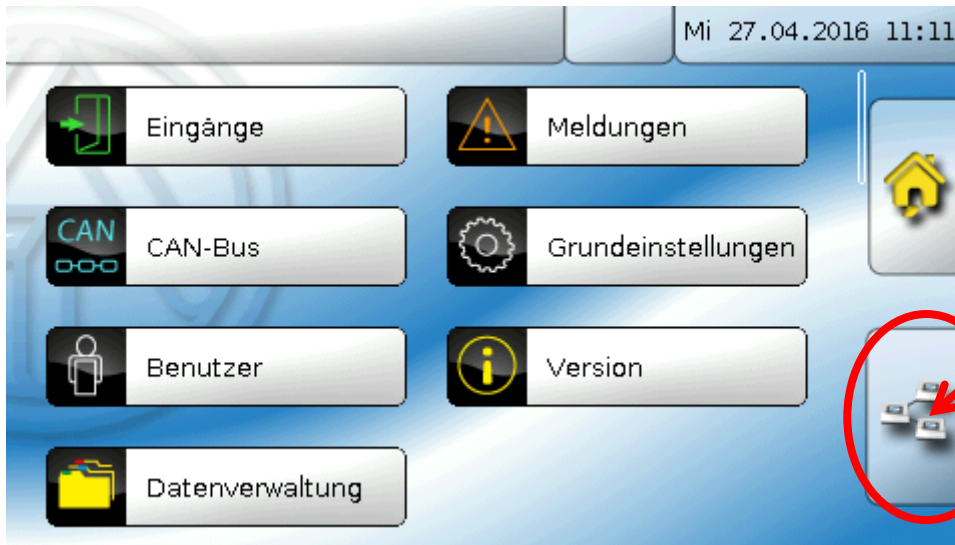 Mi 27.04.2016 11:11
Eingänge
Meldungen
CAN
CAN-Bus
Grundeinstellungen
Benutzer
Version
Datenverwaltung